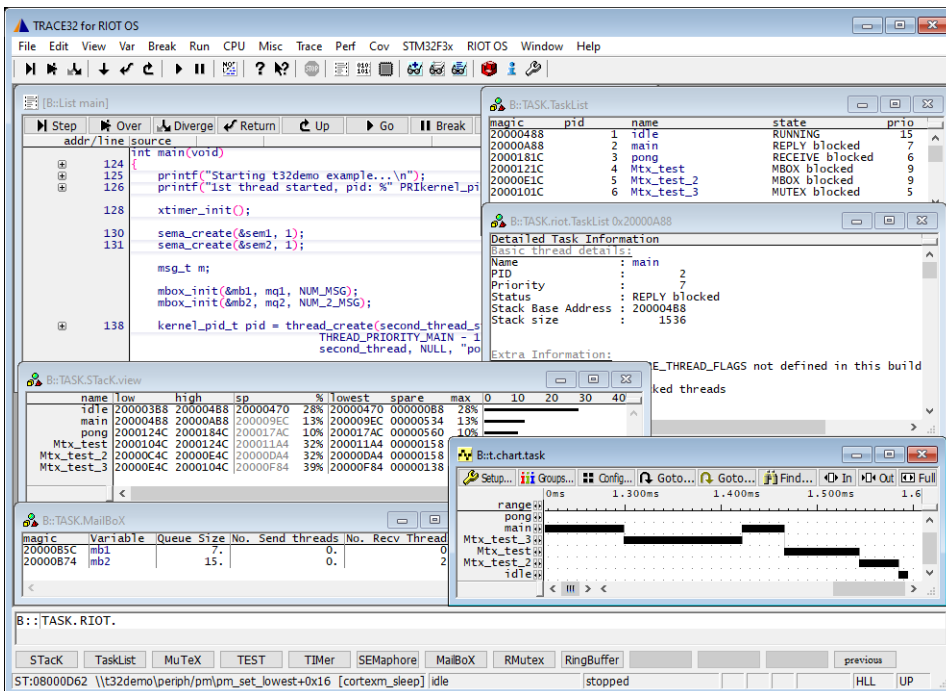 TRACE32 for RIOT OS
File Edit View Var Break Run CPU Misc Trace Perf Cov STM32F3x RIOT OS Window Help
[B::List main]
Step Over Diverge Return Up Go Break
addr/line source
int main(void)
124 {
125 printf("Starting t32demo example...\n");
126 printf("1st thread started, pid: %" PRIkernel_pi
128 xtimer_init();
130 sema_create(&sem1, 1);
131 sema_create(&sem2, 1);
msg_t m;
mbox_init(&mb1, mq1, NUM_MSG);
mbox_init(&mb2, mq2, NUM_2_MSG);
138 kernel_pid_t pid = thread_create(second_thread_s
THREAD_PRIORITY_MAIN - 1
second_thread, NULL, "po
B::TASK.TaskList
magic pid name state prio
20000488 1 idle RUNNING 15
20000A88 2 main REPLY blocked 7
2000181C 3 pong RECEIVE blocked 6
2000121C 4 Mtx_test MBOX blocked 9
20000E1C 5 Mtx_test_2 MBOX blocked 9
2000101C 6 Mtx_test_3 MUTEX blocked 5
B::TASK.riot.TaskList 0x20000A88
Detailed Task Information
Basic thread details:
Name : main
PID : 2
Priority : 7
Status : REPLY blocked
Stack Base Address : 200004B8
Stack size : 1536
Extra Information:
E_THREAD_FLAGS not defined in this build
ked threads
B::TASK.STacK.view
name low high sp % lowest spare max 0 10 20 30 40
idle 200003B8 200004B8 20000470 28% 20000470 000000B8 28%
main 200004B8 20000AB8 200009EC 13% 200009EC 00000534 13%
pong 2000124C 2000184C 200017AC 10% 200017AC 00000560 10%
Mtx_test 2000104C 2000124C 200011A4 32% 200011A4 00000158
Mtx_test_2 20000C4C 20000E4C 20000DA4 32% 20000DA4 00000158
Mtx_test_3 20000E4C 2000104C 20000F84 39% 20000F84 00000138
B::TASK.MailBoX
magic Variable Queue Size No. Send threads No. Recv Thread
20000B5C mb1 7. 0. 0
20000B74 mb2 15. 0. 2
B::t.chart.task
Setup... Groups... Config... Goto... Goto... Find... In Out Full
0ms 1.300ms 1.400ms 1.500ms 1.6
range
pong
main
Mtx_test_3
Mtx_test
Mtx_test_2
idle
B::TASK.RIOT.
STacK TaskList MuTeX TEST TIMer SEMaphore MailBoX RMutex RingBuffer previous
ST:08000D62 \\t32demo\periph/pm\pm_set_lowest+0x16 [cortexm_sleep] idle stopped HLL UP